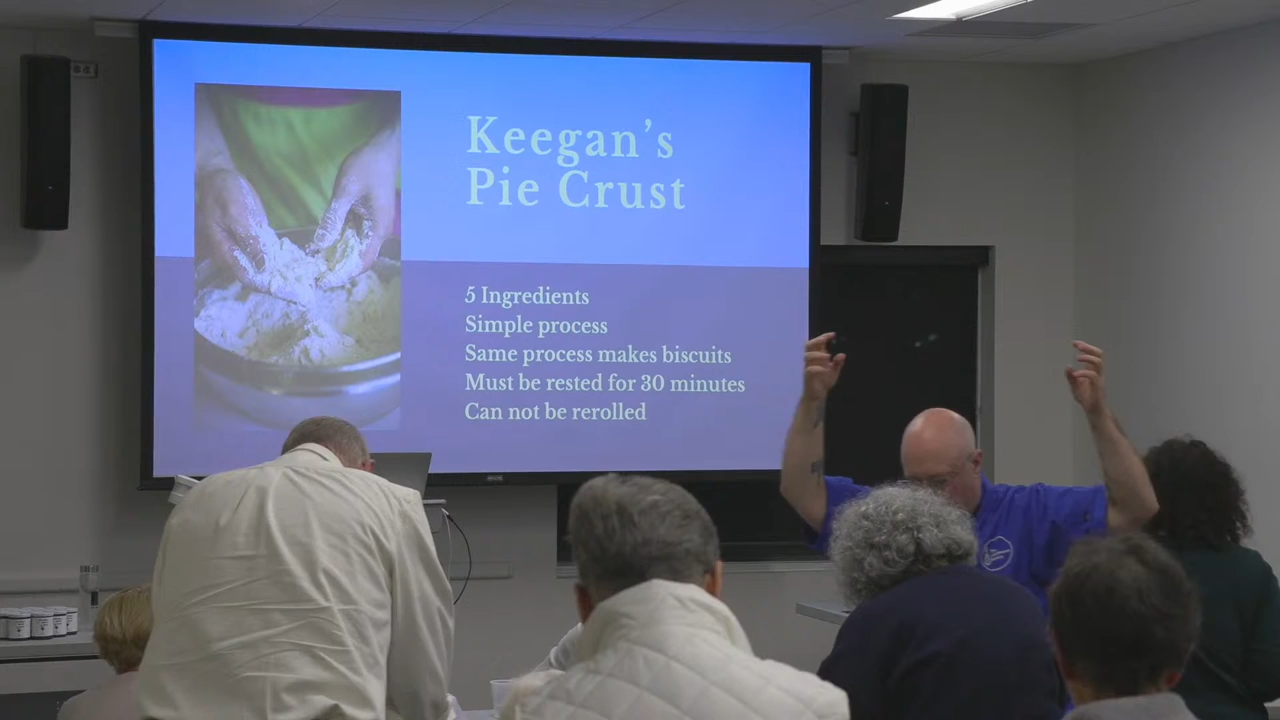 Keegan's
Pie Crust
5 Ingredients
Simple process
Same process makes biscuits
Must be rested for 30 minutes
Can not be rerolled